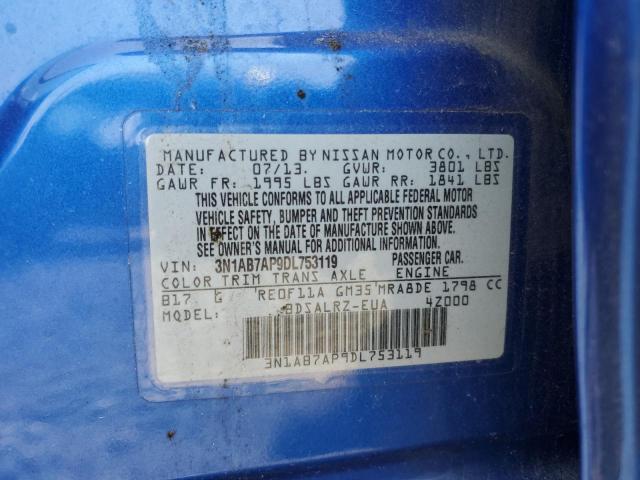 MANUFACTURED BY NISSAN MOTOR CO., LTD.
DATE: 07/13. GVWR: 3801 LBS
GAWR FR: 1995 LBS GAWR RR: 1841 LBS
THIS VEHICLE CONFORMS TO ALL APPLICABLE FEDERAL MOTOR
VEHICLE SAFETY, BUMPER AND THEFT PREVENTION STANDARDS
IN EFFECT ON THE DATE OF MANUFACTURE SHOWN ABOVE.
SEE OWNER'S MANUAL FOR ADDITIONAL INFORMATION.
VIN: 3N1AB7AP9DL753119 PASSENGER CAR.
COLOR TRIM TRANS AXLE ENGINE
B17 G RE0F11A GM35 MRA8DE 1798 CC
BDSALRZ-EUA 4Z000
3N1AB7AP9DL753119